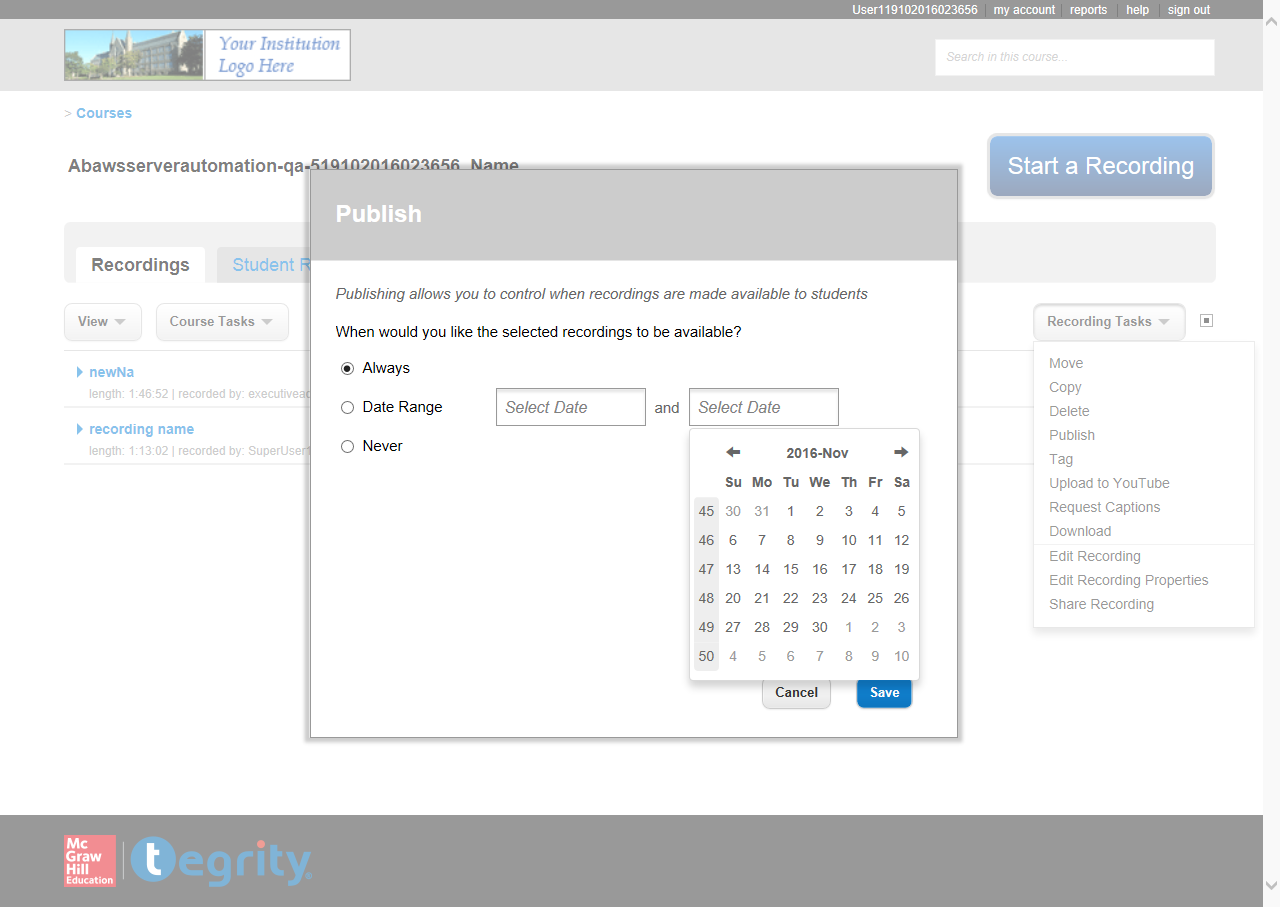 User119102016023656 my account reports help sign out
Your Institution
Logo Here
Search in this course...
> Courses
Abawsserverautomation-qa-519102016023656_Name
Start a Recording
Publish
Recordings
Student R
Publishing allows you to control when recordings are made available to students
When would you like the selected recordings to be available?
Always
Date Range Select Date and Select Date
Never
2016-Nov
Su Mo Tu We Th Fr Sa
45 30 31 1 2 3 4 5
46 6 7 8 9 10 11 12
47 13 14 15 16 17 18 19
48 20 21 22 23 24 25 26
49 27 28 29 30 1 2 3
50 4 5 6 7 8 9 10
Cancel Save
View Course Tasks
newNa
length: 1:46:52 | recorded by: executivead
recording name
length: 1:13:02 | recorded by: SuperUser1
Recording Tasks
Move
Copy
Delete
Publish
Tag
Upload to YouTube
Request Captions
Download
Edit Recording
Edit Recording Properties
Share Recording
Mc
Graw
Hill
Education
tegrity